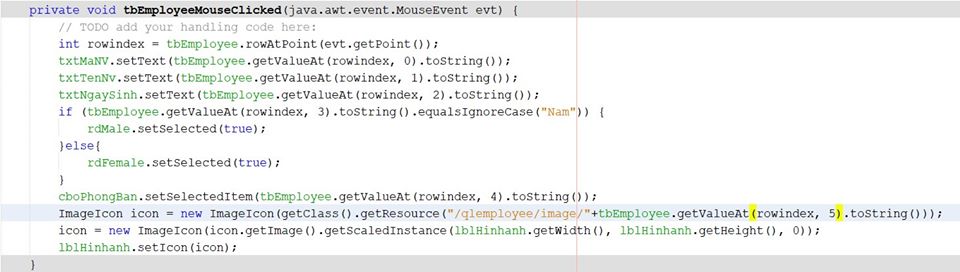 private void tbEmployeeMouseClicked(java.awt.event.MouseEvent evt) {
// TODO add your handling code here:
int rowindex = tbEmployee.rowAtPoint(evt.getPoint());
txtMaNV.setText(tbEmployee.getValueAt(rowindex, 0).toString());
txtTenNv.setText(tbEmployee.getValueAt(rowindex, 1).toString());
txtNgaySinh.setText(tbEmployee.getValueAt(rowindex, 2).toString());
if (tbEmployee.getValueAt(rowindex, 3).toString().equalsIgnoreCase("Nam")) {
rdMale.setSelected(true);
}else{
rdFemale.setSelected(true);
}
cboPhongBan.setSelectedItem(tbEmployee.getValueAt(rowindex, 4).toString());
ImageIcon icon = new ImageIcon(getClass().getResource("/qlemployee/image/"+tbEmployee.getValueAt(rowindex, 5).toString()));
icon = new ImageIcon(icon.getImage().getScaledInstance(lblHinhanh.getWidth(), lblHinhanh.getHeight(), 0));
lblHinhanh.setIcon(icon);
}